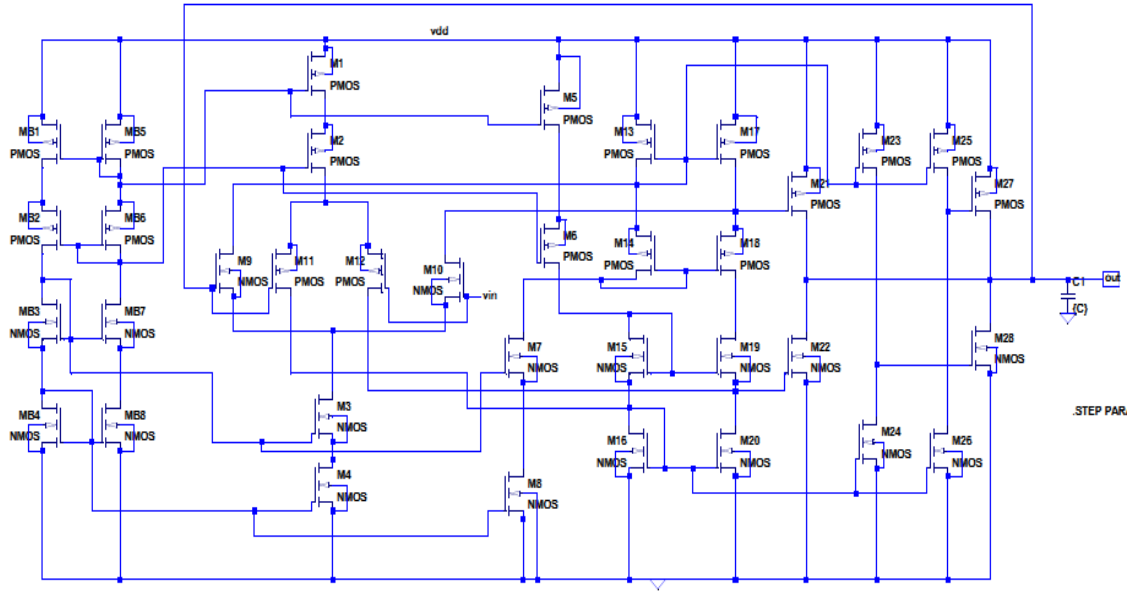 vdd
M1
PMOS
M5
PMOS
MB1
PMOS
MB5
PMOS
M2
PMOS
M13
PMOS
M17
PMOS
M23
PMOS
M25
PMOS
M21
PMOS
M27
PMOS
MB2
PMOS
MB6
PMOS
M6
PMOS
M14
PMOS
M18
PMOS
M9
NMOS
M11
PMOS
M12
PMOS
M10
NMOS
vin
C1
{C}
out
MB3
NMOS
MB7
NMOS
M7
NMOS
M15
NMOS
M19
NMOS
M22
NMOS
M28
NMOS
MB4
NMOS
MB8
NMOS
M3
NMOS
.STEP PAR
M16
NMOS
M20
NMOS
M24
NMOS
M26
NMOS
M4
NMOS
M8
NMOS